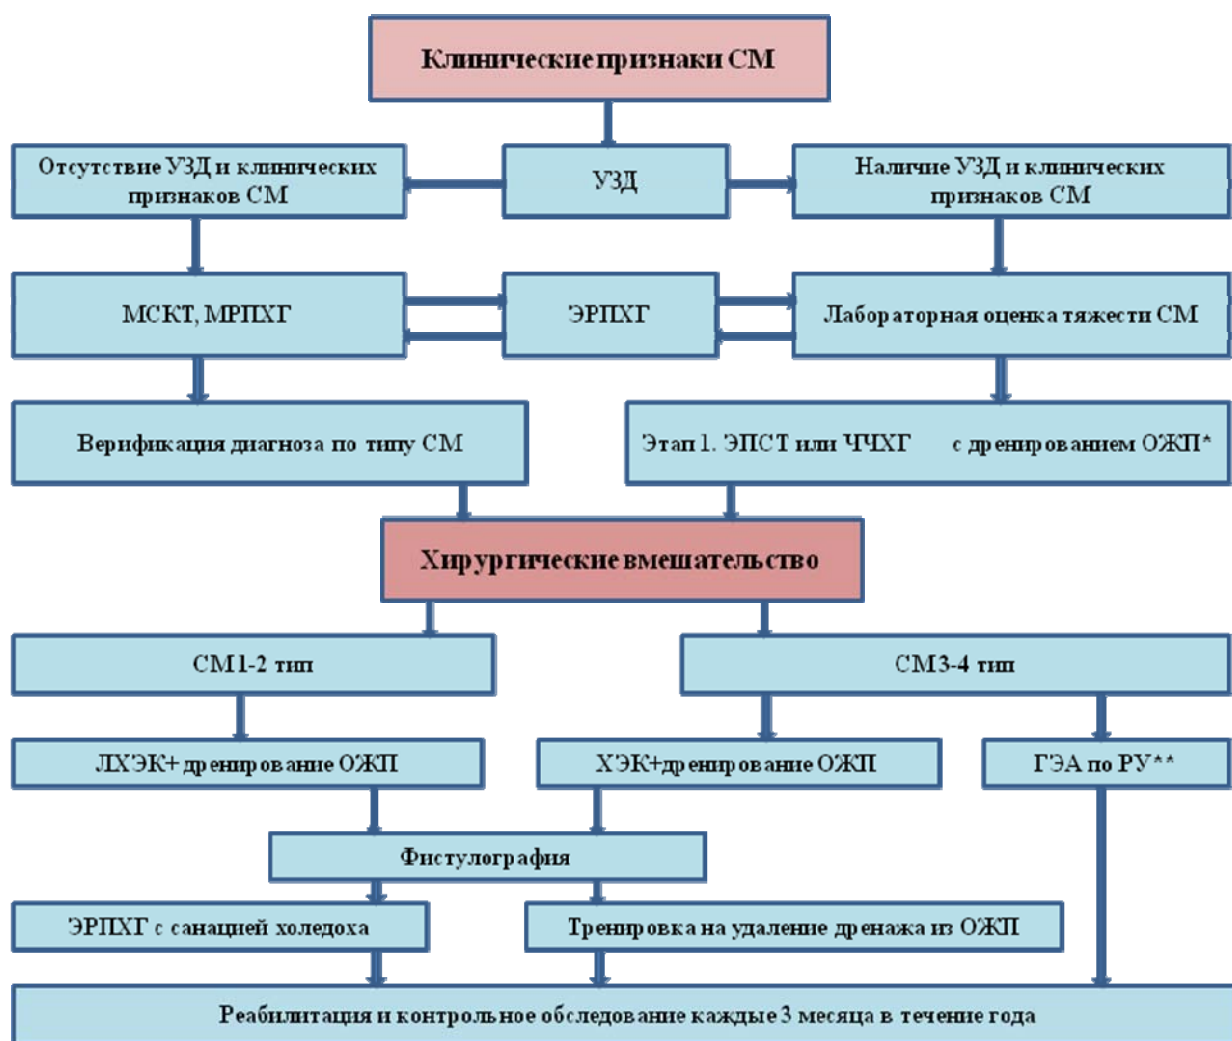 Клинические признаки СМ
Отсутствие УЗД и клинических
признаков СМ
УЗД
Наличие УЗД и клинических
признаков СМ
МСКТ, МРПХГ
ЭРПХГ
Лабораторная оценка тяжести СМ
Верификация диагноза по типу СМ
Этап 1. ЭПСТ или ЧЧХГ с дренированием ОЖП*
Хирургические вмешательство
СМ 1-2 тип
СМ 3-4 тип
ЛХЭК+ дренирование ОЖП
ХЭК+дренирование ОЖП
ГЭА по РУ**
Фистулография
ЭРПХГ с санацией холедоха
Тренировка на удаление дренажа из ОЖП
Реабилитация и контрольное обследование каждые 3 месяца в течение года